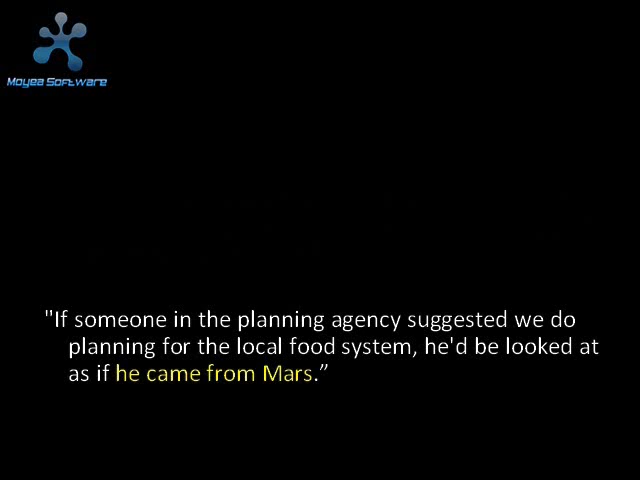 Moyea Software
"If someone in the planning agency suggested we do
planning for the local food system, he'd be looked at
as if he came from Mars.”